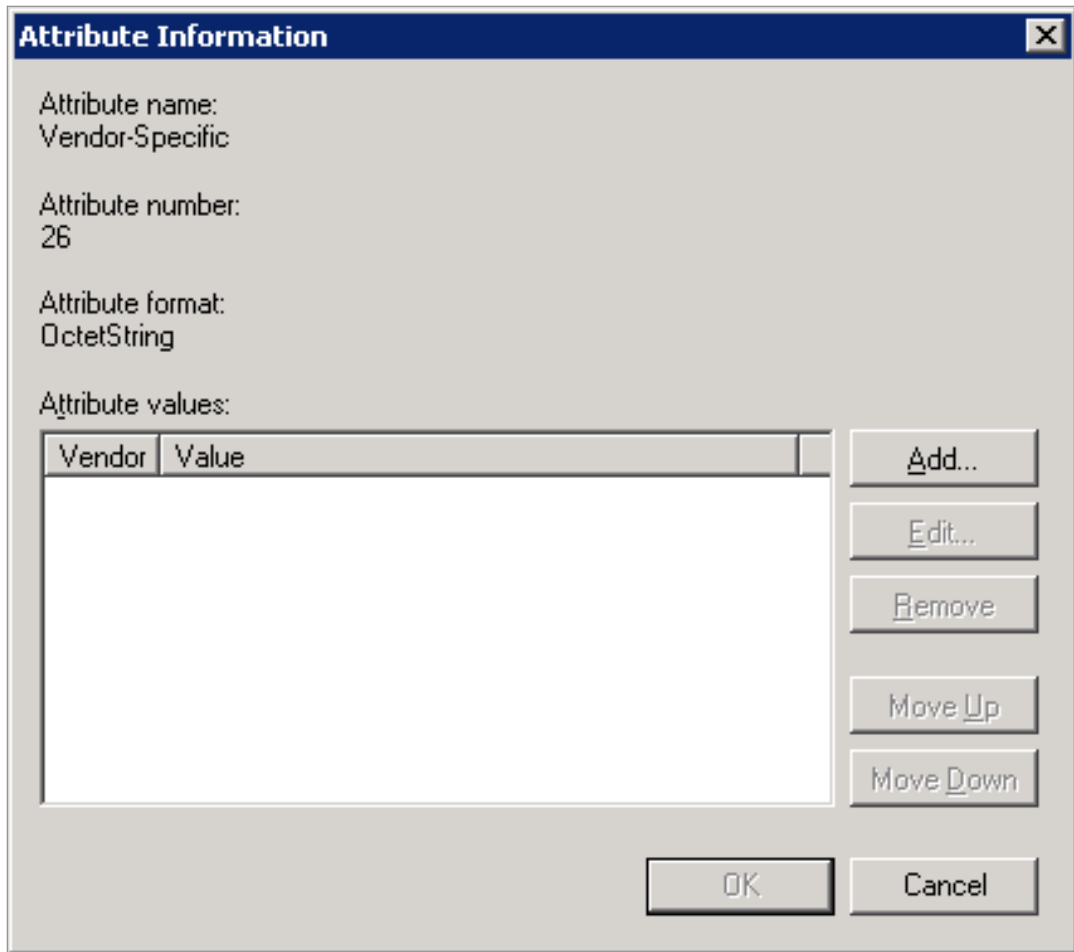 Attribute Information
Attribute name:
Vendor-Specific
Attribute number:
26
Attribute format:
OctetString
Attribute values:
Vendor Value
Add...
Edit...
Remove
Move Up
Move Down
OK Cancel